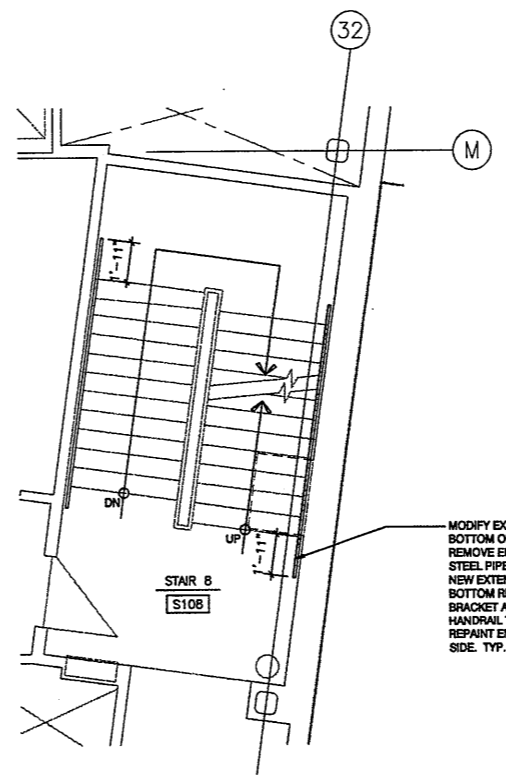 32
M
1'-11"
DN
UP
1'-11"
STAIR 8
S108
MODIFY EX
BOTTOM O
REMOVE E
STEEL PIPE
NEW EXTEN
BOTTOM RI
BRACKET A
HANDRAIL
REPAINT E
SIDE. TYP.